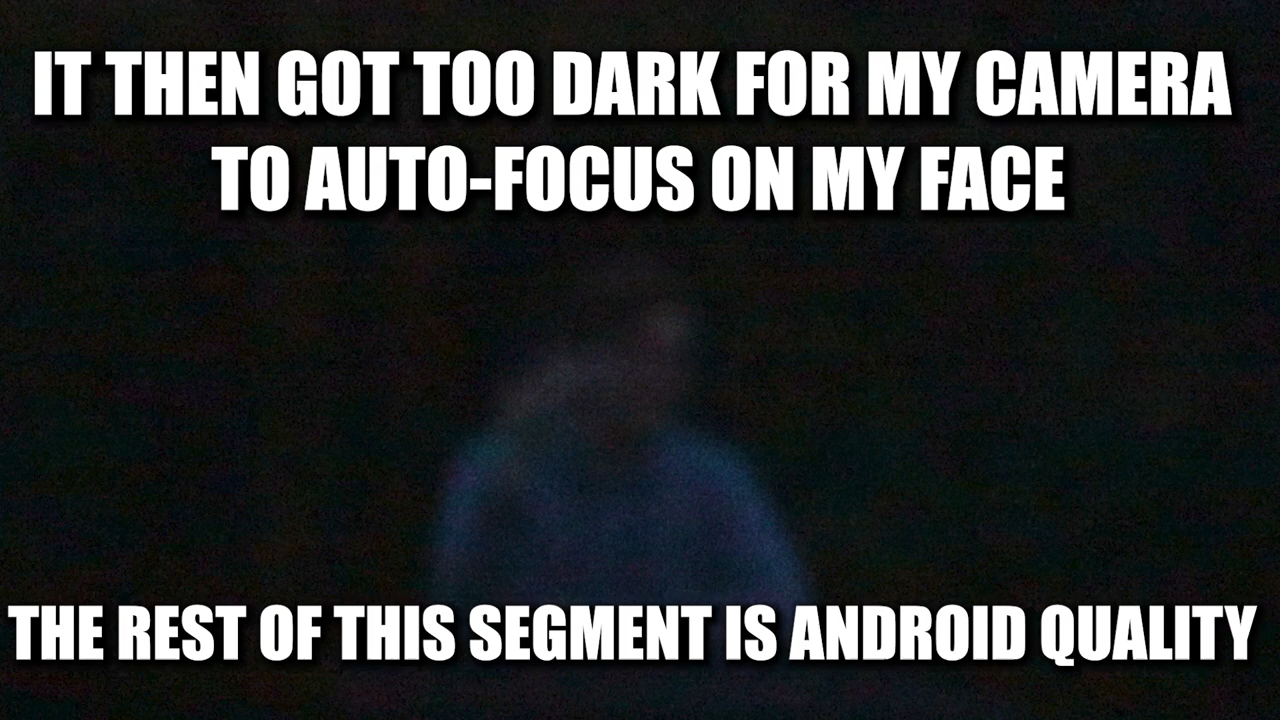 IT THEN GOT TOO DARK FOR MY CAMERA
TO AUTO-FOCUS ON MY FACE
THE REST OF THIS SEGMENT IS ANDROID QUALITY